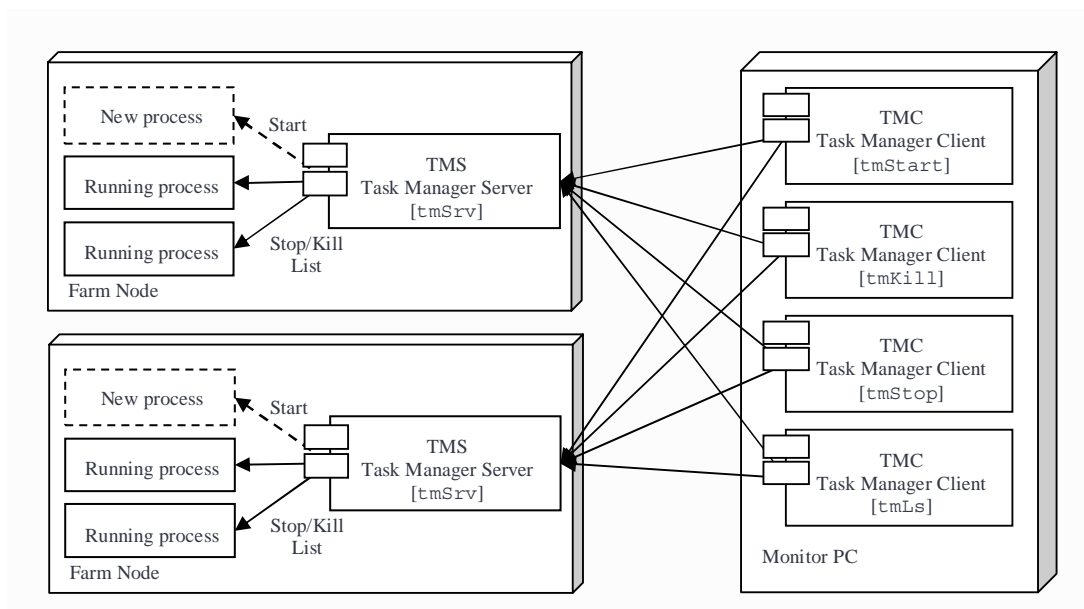 New process
Start
Running process
Running process
TMS
Task Manager Server
[tmSrv]
Stop/Kill
List
Farm Node
New process
Start
Running process
Running process
TMS
Task Manager Server
[tmSrv]
Stop/Kill
List
Farm Node
TMC
Task Manager Client
[tmStart]
TMC
Task Manager Client
[tmKill]
TMC
Task Manager Client
[tmStop]
TMC
Task Manager Client
[tmLs]
Monitor PC